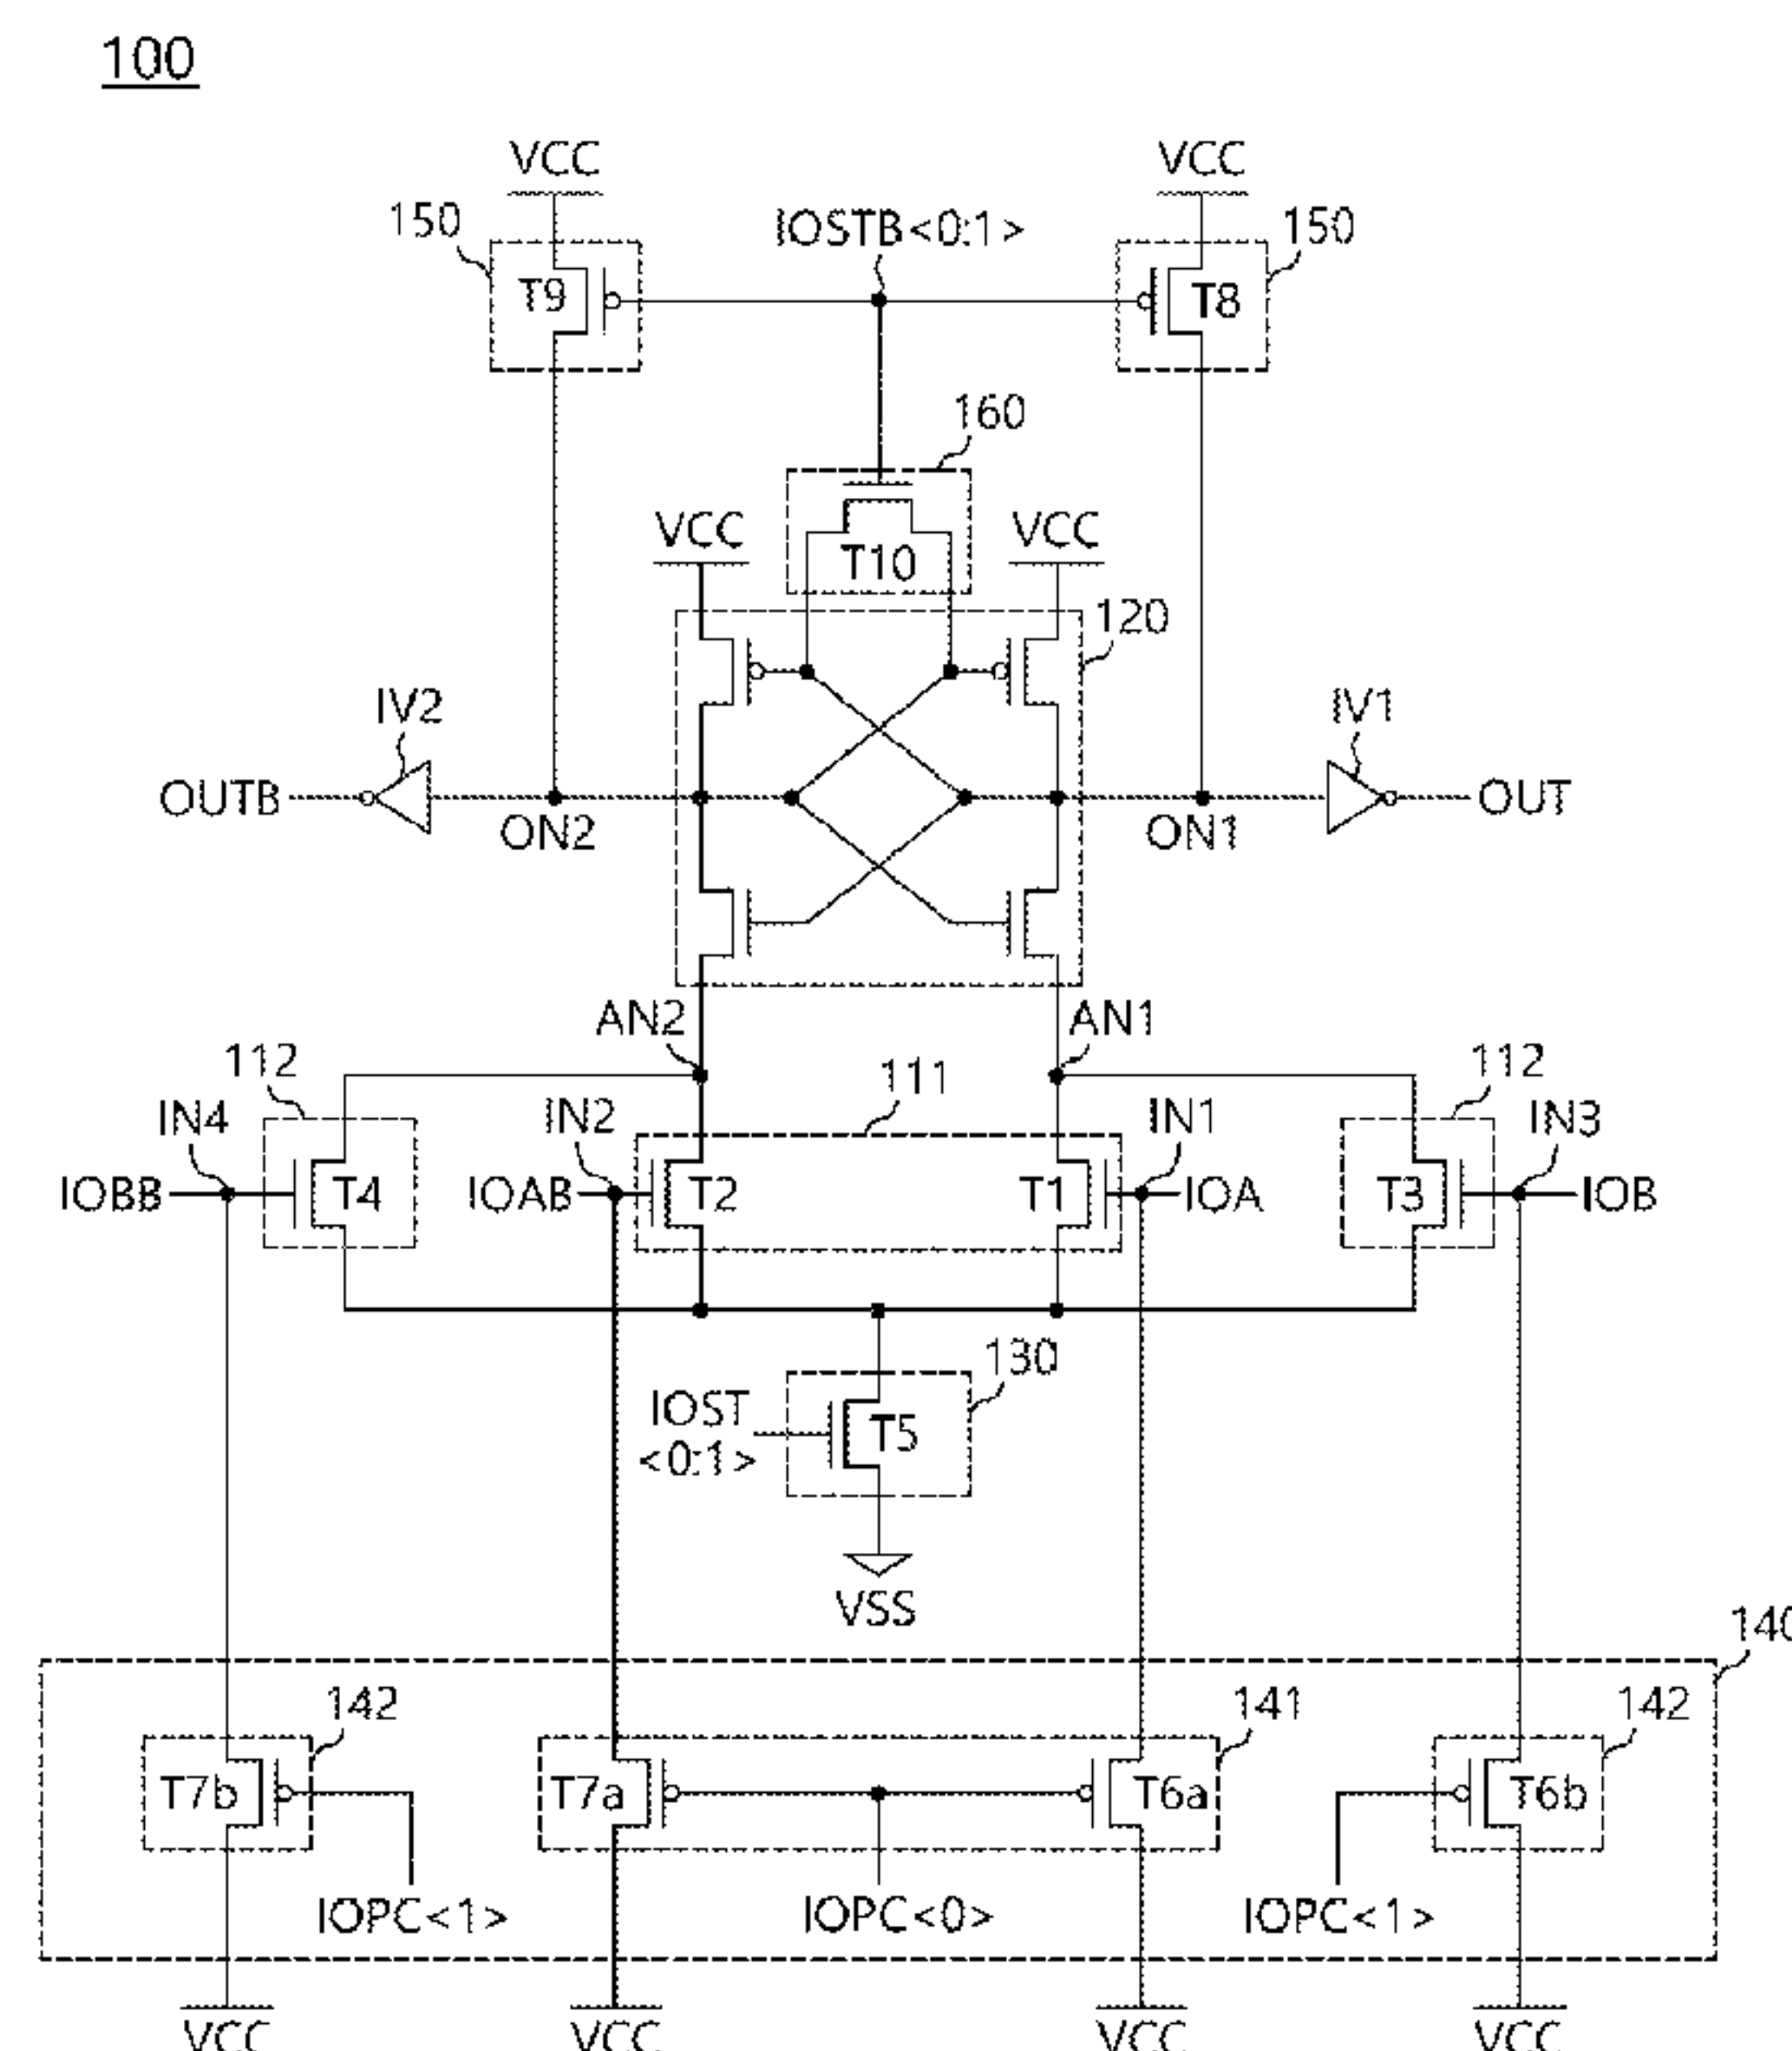 100
VCC VCC
150 IOSTB<0:1> 150
T9 T8
160
VCC VCC
T10
120
IV2 IV1
OUTB OUT
ON2 ON1
AN2 AN1
112 111 112
IN4 IN2 IN1 IN3
IOBB T4 IOAB T2 T1 IOA T3 IOB
130
IOST
<0:1>
T5
VSS
140
142 141 142
T7b T7a T6a T6b
IOPC<1> IOPC<0> IOPC<1>
VCC VCC VCC VCC